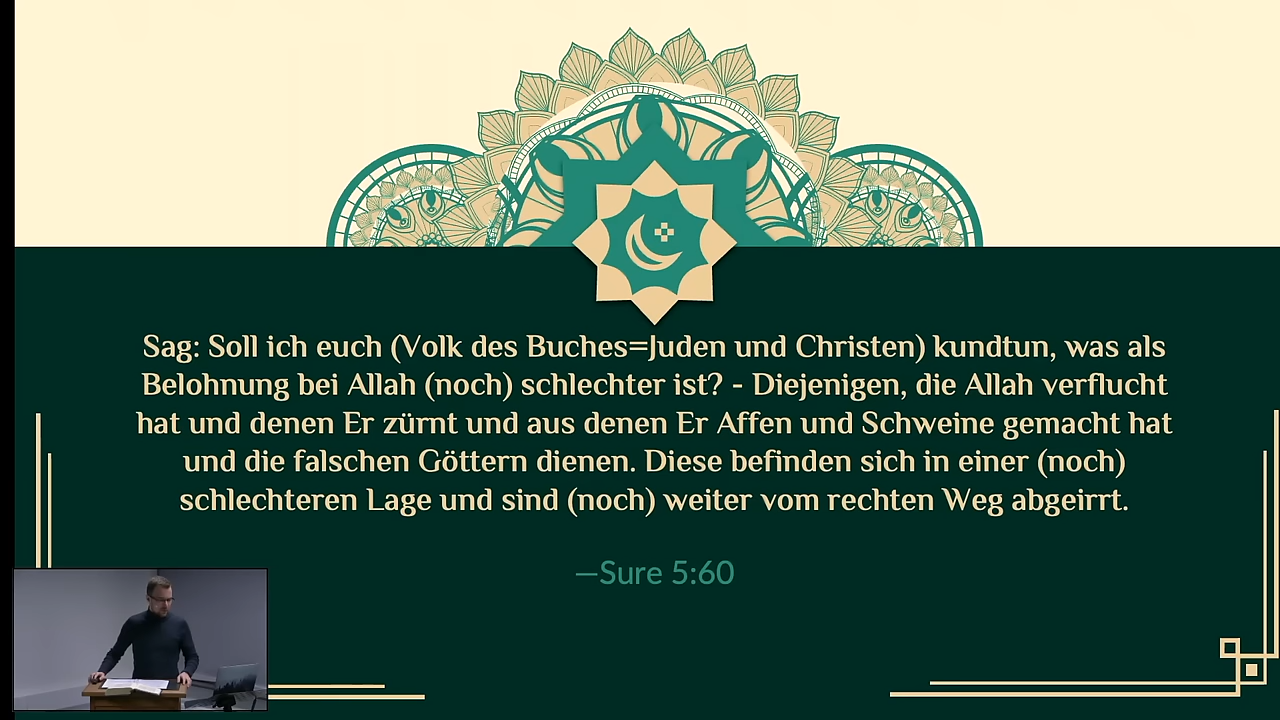 Sag: Soll ich euch (Volk des Buches=Juden und Christen) kundtun, was als
Belohnung bei Allah (noch) schlechter ist? - Diejenigen, die Allah verflucht
hat und denen Er zürnt und aus denen Er Affen und Schweine gemacht hat
und die falschen Göttern dienen. Diese befinden sich in einer (noch)
schlechteren Lage und sind (noch) weiter vom rechten Weg abgeirrt.
—Sure 5:60